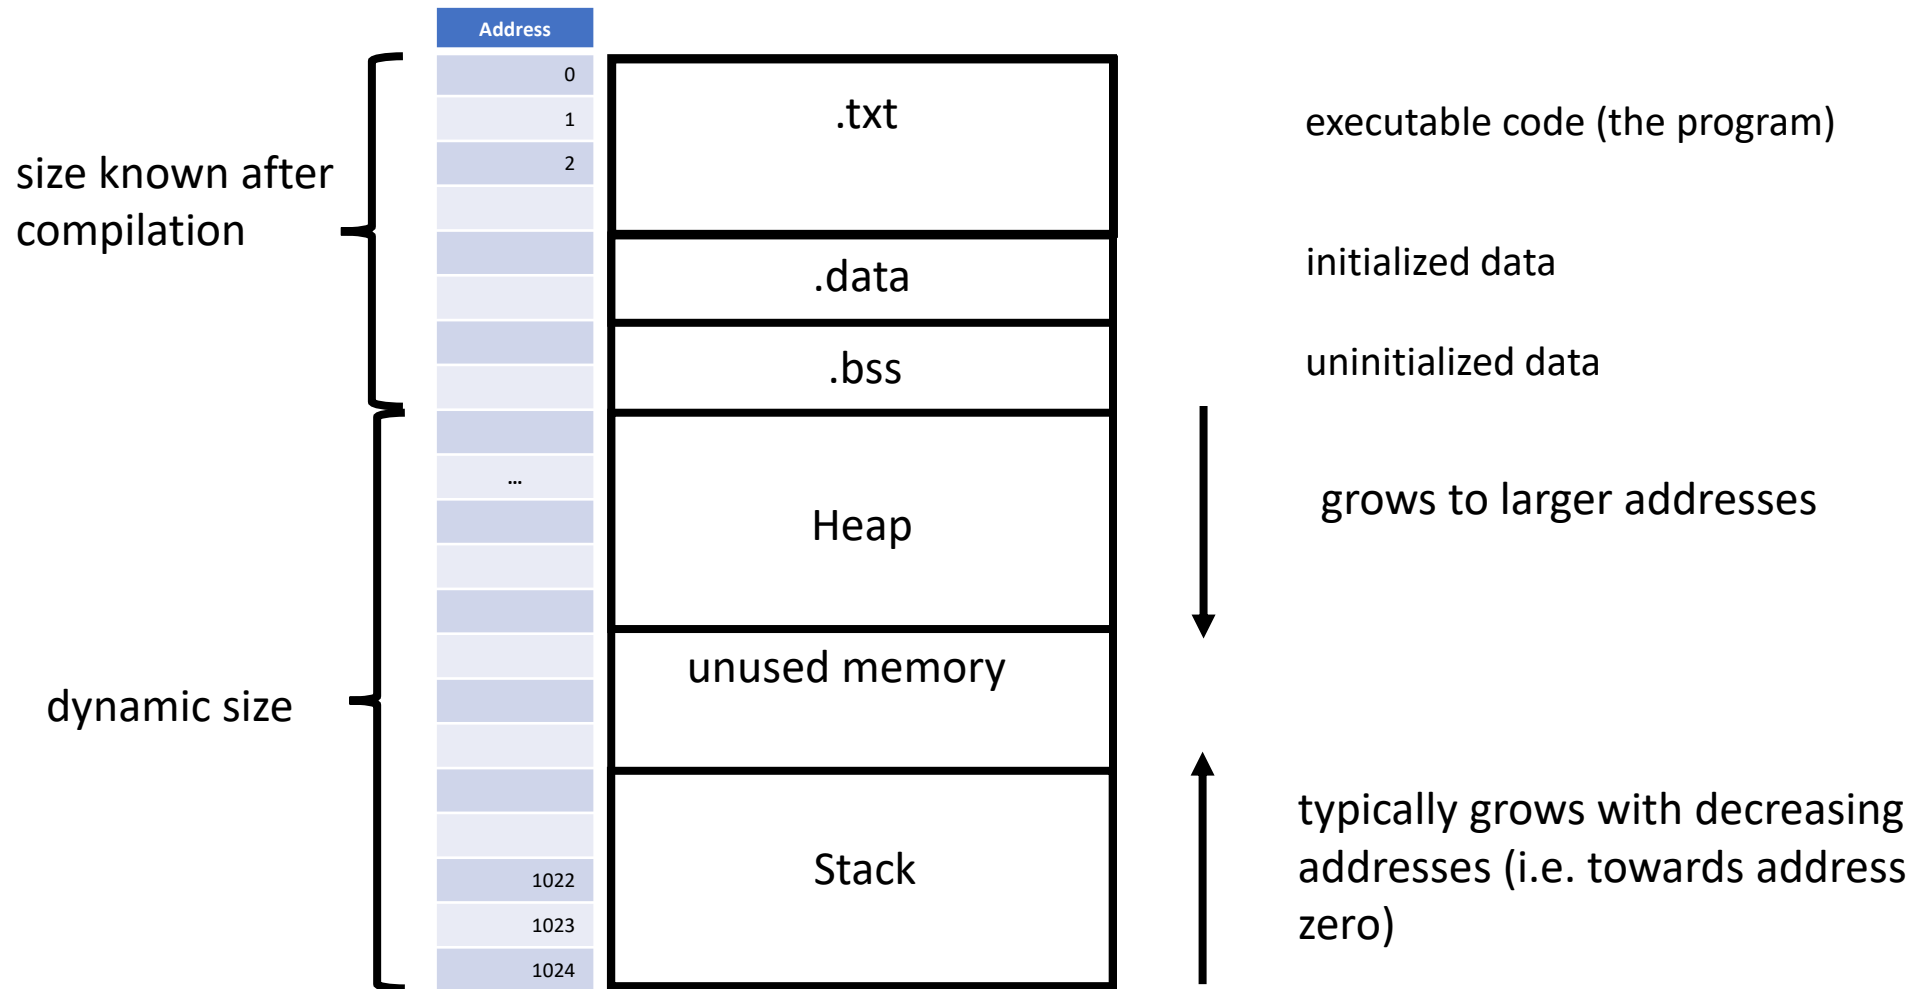 Address
0
1
2
...
1022
1023
1024
size known after
compilation
dynamic size
.txt
.data
.bss
Heap
unused memory
Stack
executable code (the program)
initialized data
uninitialized data
grows to larger addresses
typically grows with decreasing
addresses (i.e. towards address
zero)